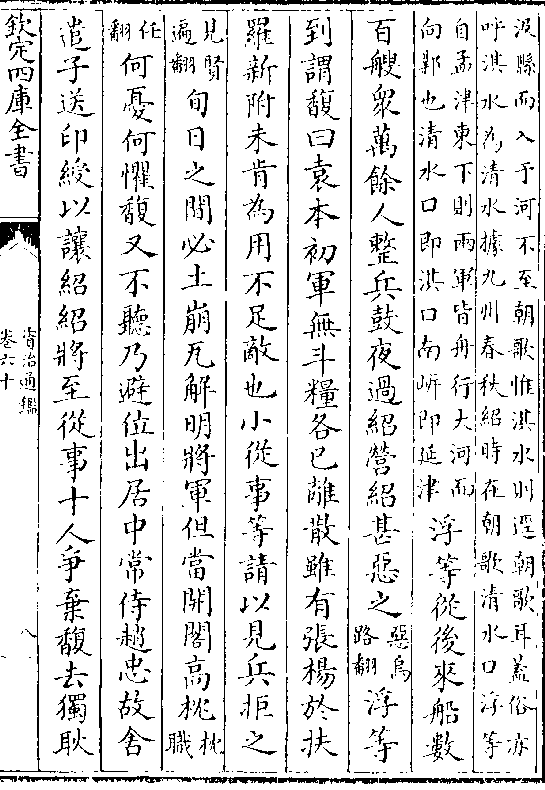 汲縣而入于河不至朝歌惟淇水則逕朝歌耳蓋俗亦
呼淇水為清水據九州春秋紹時在朝歌清水口浮等
自孟津東下則兩軍皆舟行大河而
向鄴也清水口即淇口南岍即延津
浮等從後來船數
百艘衆萬餘人整兵鼓夜過紹營紹甚惡之惡烏路翻浮等
到謂馥曰袁本初軍無斗糧各已離散雖有張楊於扶
羅新附未肯為用不足敵也小從事等請以見兵拒之
見賢遍翻旬日之間必土崩瓦解明將軍但當開閤高枕枕職
任翻何憂何懼馥又不聽乃避位出居中常侍趙忠故舍
遣子送印綬以讓紹紹將至從事十人爭棄馥去獨耿
欽定四庫全書
資治通鑑
卷六十
八